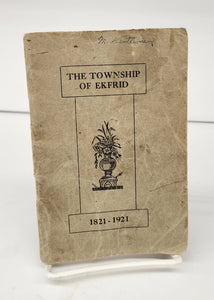 THE TOWNSHIP
OF EKFRID
1821-1921